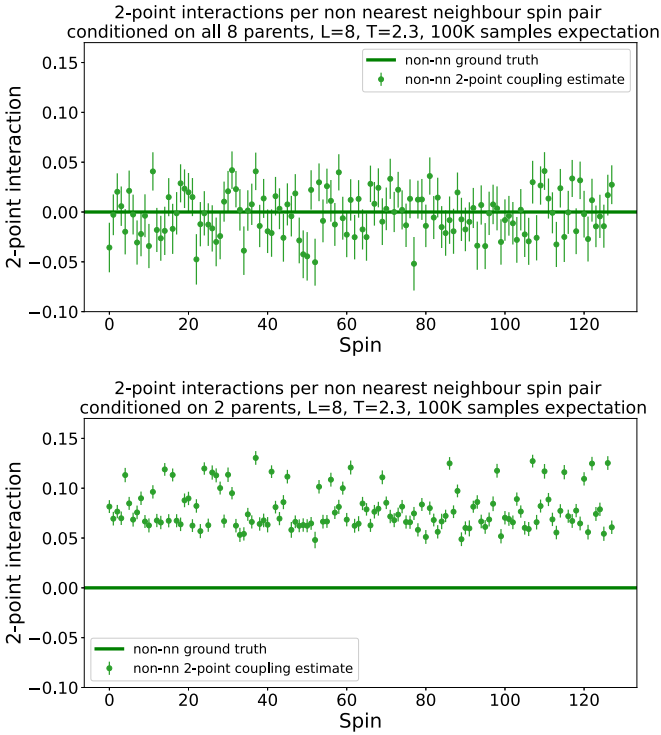 2-point interactions per non nearest neighbour spin pair
conditioned on all 8 parents, L=8, T=2.3, 100K samples expectation
2-point interaction
0.15
0.10
0.05
0.00
−0.05
−0.10
non-nn ground truth
non-nn 2-point coupling estimate
0 20 40 60 80 100 120
Spin
2-point interactions per non nearest neighbour spin pair
conditioned on 2 parents, L=8, T=2.3, 100K samples expectation
2-point interaction
0.15
0.10
0.05
0.00
−0.05
−0.10
non-nn ground truth
non-nn 2-point coupling estimate
0 20 40 60 80 100 120
Spin